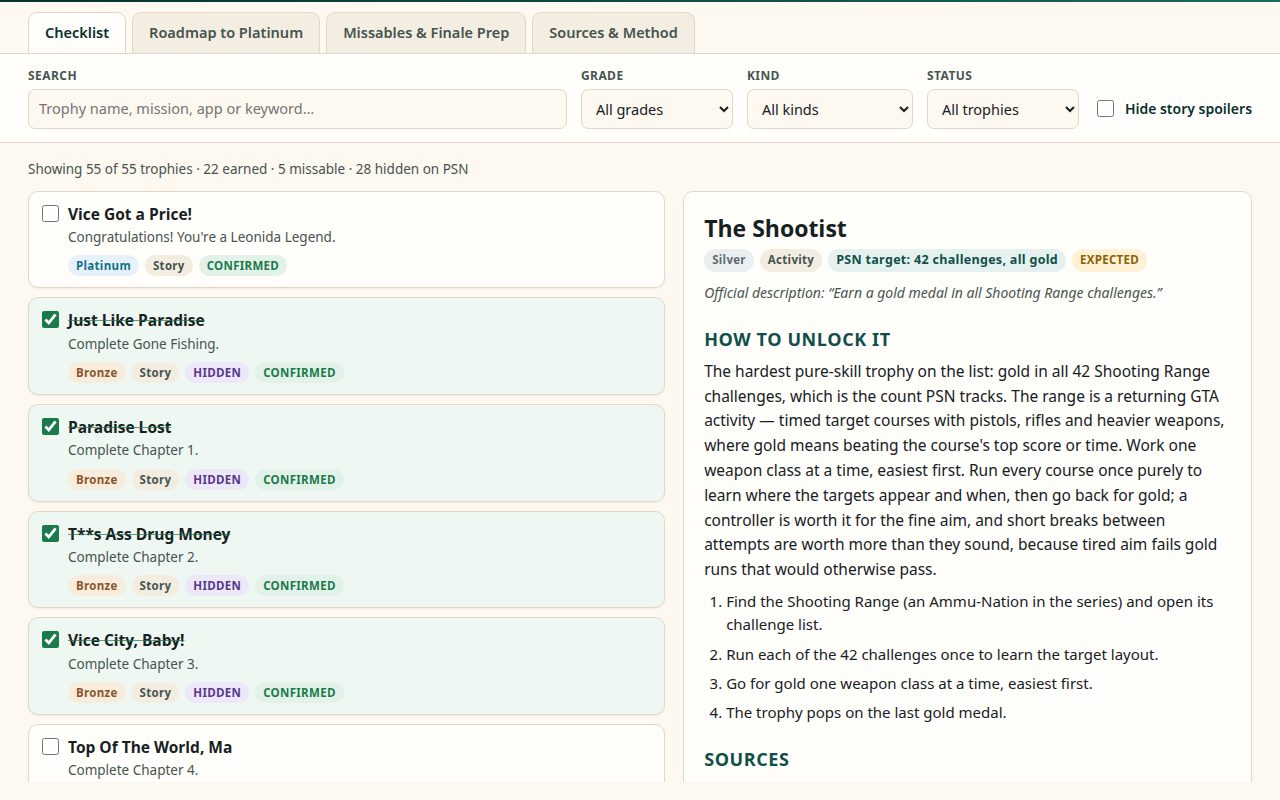 Checklist
Roadmap to Platinum
Missables & Finale Prep
Sources & Method
SEARCH
GRADE
KIND
STATUS
Trophy name, mission, app or keyword...
All grades
All kinds
All trophies
Hide story spoilers
Showing 55 of 55 trophies · 22 earned · 5 missable · 28 hidden on PSN
Vice Got a Price!
Congratulations! You're a Leonida Legend.
Platinum Story CONFIRMED
Just Like Paradise
Complete Gone Fishing.
Bronze Story HIDDEN CONFIRMED
Paradise Lost
Complete Chapter 1.
Bronze Story HIDDEN CONFIRMED
T**s Ass Drug Money
Complete Chapter 2.
Bronze Story HIDDEN CONFIRMED
Vice City, Baby!
Complete Chapter 3.
Bronze Story HIDDEN CONFIRMED
Top Of The World, Ma
Complete Chapter 4.
The Shootist
Silver Activity PSN target: 42 challenges, all gold EXPECTED
Official description: “Earn a gold medal in all Shooting Range challenges.”
HOW TO UNLOCK IT
The hardest pure-skill trophy on the list: gold in all 42 Shooting Range
challenges, which is the count PSN tracks. The range is a returning GTA
activity — timed target courses with pistols, rifles and heavier weapons,
where gold means beating the course's top score or time. Work one
weapon class at a time, easiest first. Run every course once purely to
learn where the targets appear and when, then go back for gold; a
controller is worth it for the fine aim, and short breaks between
attempts are worth more than they sound, because tired aim fails gold
runs that would otherwise pass.
1. Find the Shooting Range (an Ammu-Nation in the series) and open its
challenge list.
2. Run each of the 42 challenges once to learn the target layout.
3. Go for gold one weapon class at a time, easiest first.
4. The trophy pops on the last gold medal.
SOURCES